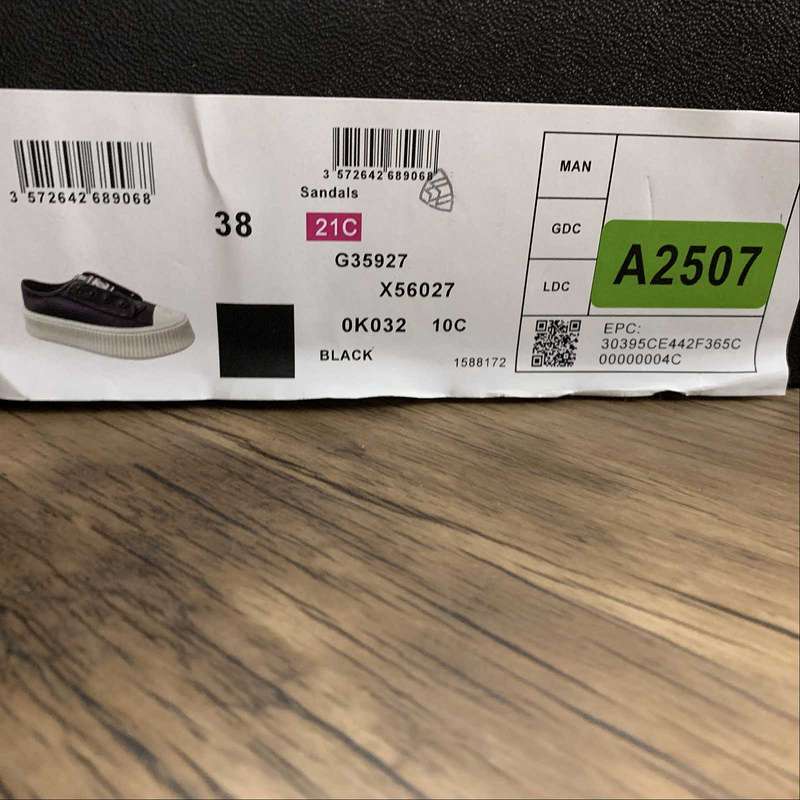 3 572642 689068
38
3 572642 689068
Sandals
21C
G35927
X56027
0K032 10C
BLACK
1588172
MAN
GDC
LDC
A2507
EPC:
30395CE442F365C
00000004C